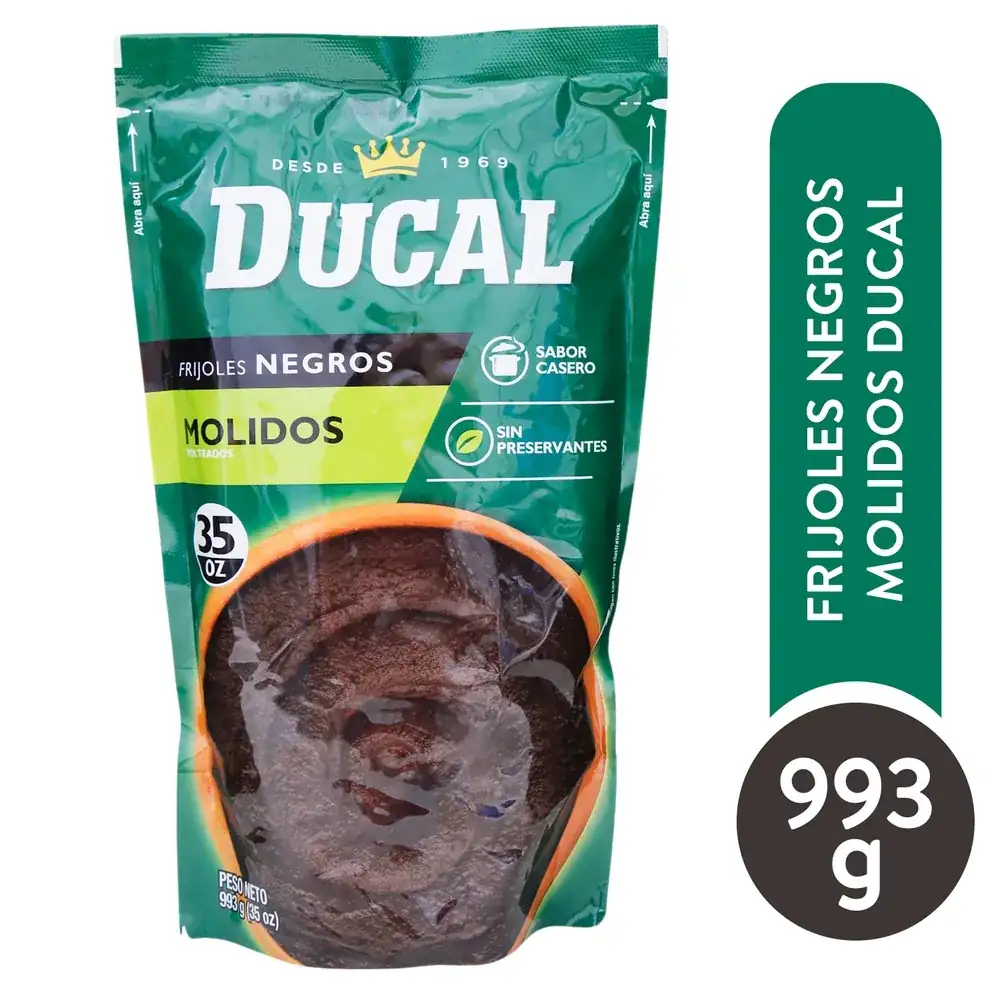 DESDE 1969
DUCAL
Abra aquí
Abra aquí
FRIJOLES NEGROS
MOLIDOS
VOLTEADOS
SABOR
CASERO
SIN
PRESERVANTES
35
OZ
PESO NETO
993 g (35 oz)
FRIJOLES NEGROS
MOLIDOS DUCAL
993
g